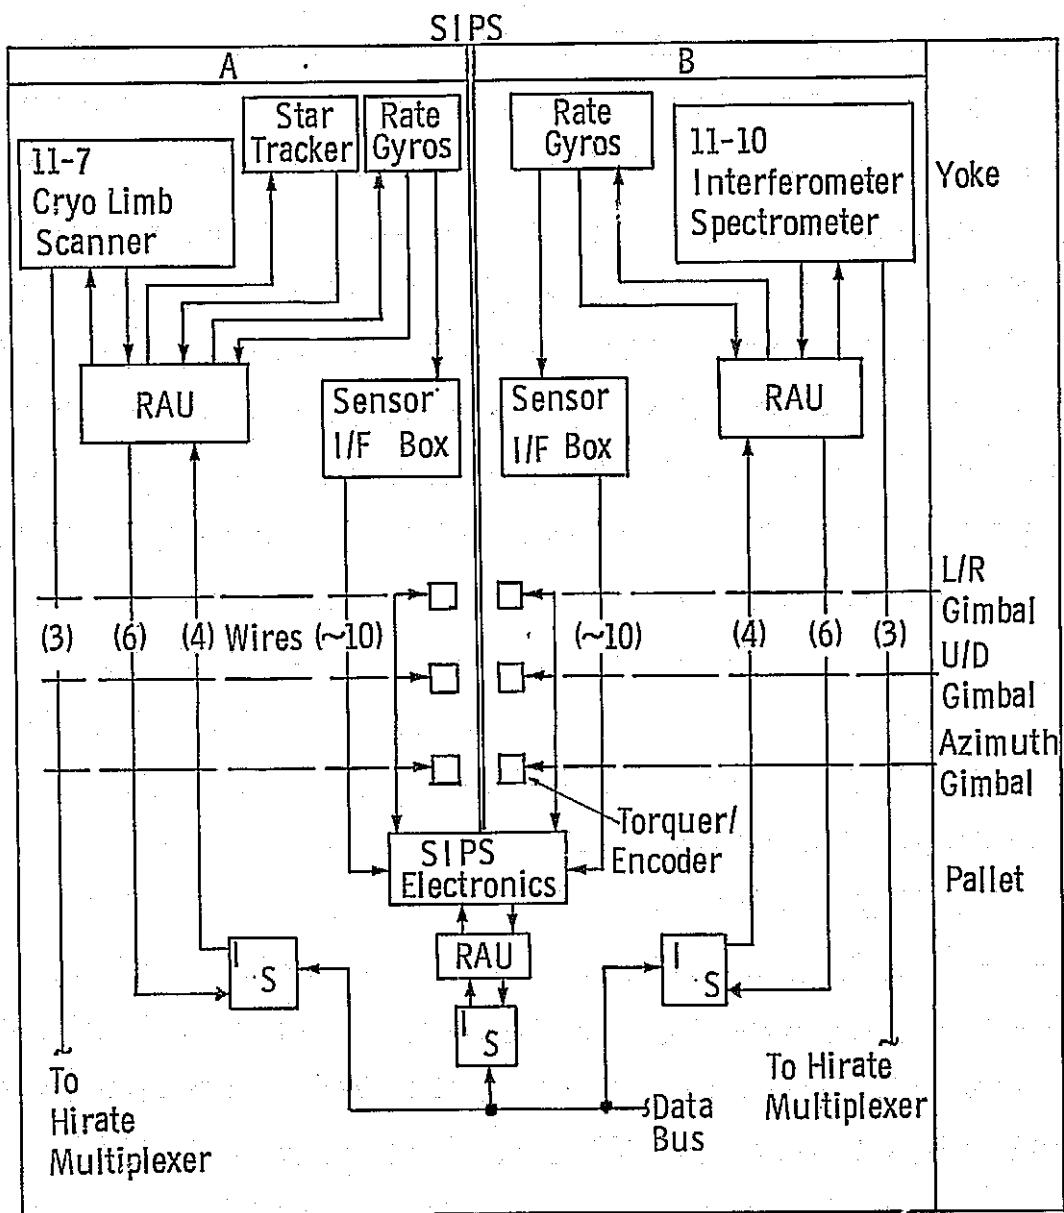 SIPS
A
B
Star
Tracker
Rate
Gyros
Rate
Gyros
11-7
Cryo Limb
Scanner
11-10
Interferometer
Spectrometer
Yoke
RAU
Sensor
I/F Box
Sensor
I/F Box
RAU
L/R
Gimbal
(3)
(6)
(4)
Wires
(~10)
(~10)
(4)
(6)
(3)
U/D
Gimbal
Azimuth
Gimbal
Torquer/
Encoder
SIPS
Electronics
Pallet
RAU
I
S
I
S
I
S
To
Hirate
Multiplexer
Data
Bus
To Hirate
Multiplexer